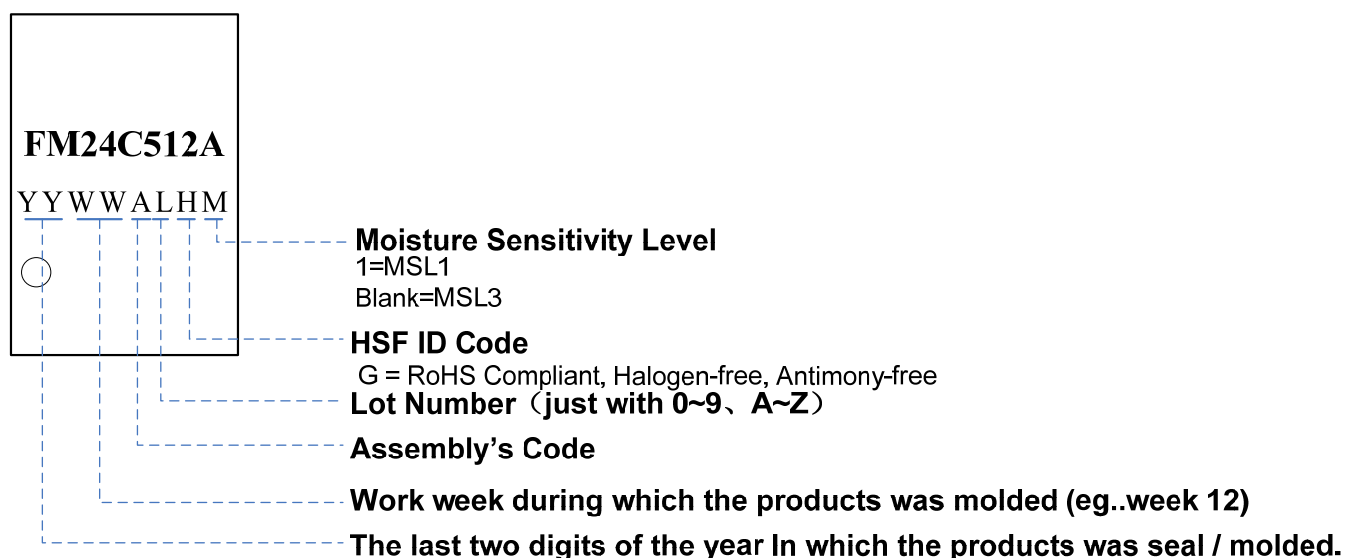 FM24C512A
YYWWALHM
Moisture Sensitivity Level
1=MSL1
Blank=MSL3
HSF ID Code
G = RoHS Compliant, Halogen-free, Antimony-free
Lot Number（just with 0~9、A~Z）
Assembly’s Code
Work week during which the products was molded (eg..week 12)
The last two digits of the year In which the products was seal / molded.